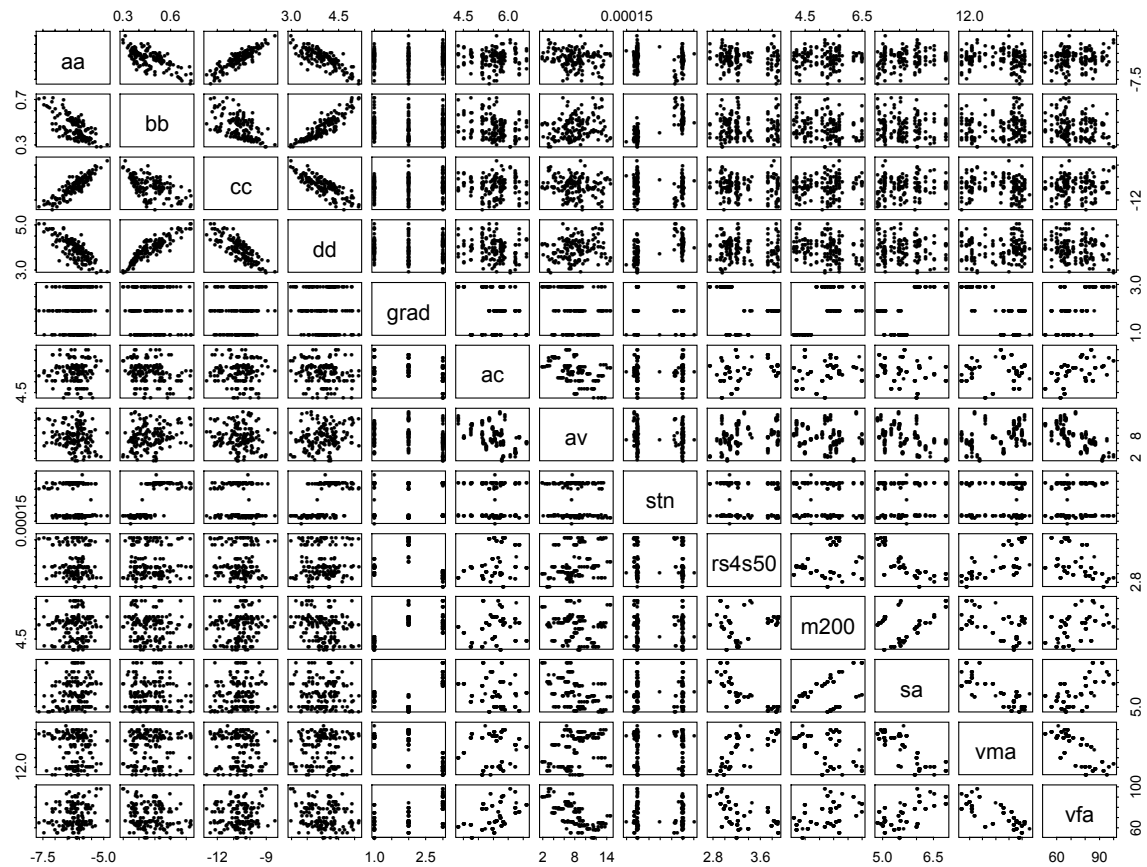 0.3 0.6 3.0 4.5 4.5 6.0 0.00015 4.5 6.5 12.0
aa -7.5
0.7 0.3 bb
cc -12
5.0 3.0 dd
grad 3.0 1.0
4.5 ac
av 8 2
0.00015 stn
rs4s50 2.8
4.5 m200
sa 5.0
12.0 vma
vfa 100 60
-7.5 -5.0 -12 -9 1.0 2.5 2 8 14 2.8 3.6 5.0 6.5 60 90